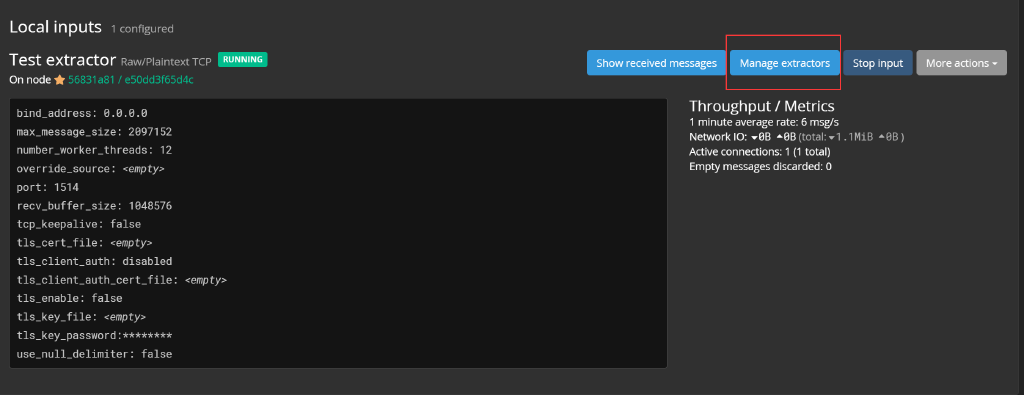 Local inputs 1 configured
Test extractor Raw/Plaintext TCP RUNNING
On node 56831a81 / e50dd3f65d4c
Show received messages
Manage extractors
Stop input
More actions
bind_address: 0.0.0.0
max_message_size: 2097152
number_worker_threads: 12
override_source: <empty>
port: 1514
recv_buffer_size: 1048576
tcp_keepalive: false
tls_cert_file: <empty>
tls_client_auth: disabled
tls_client_auth_cert_file: <empty>
tls_enable: false
tls_key_file: <empty>
tls_key_password:********
use_null_delimiter: false
Throughput / Metrics
1 minute average rate: 6 msg/s
Network IO: 0B 0B (total: 1.1MiB 0B )
Active connections: 1 (1 total)
Empty messages discarded: 0